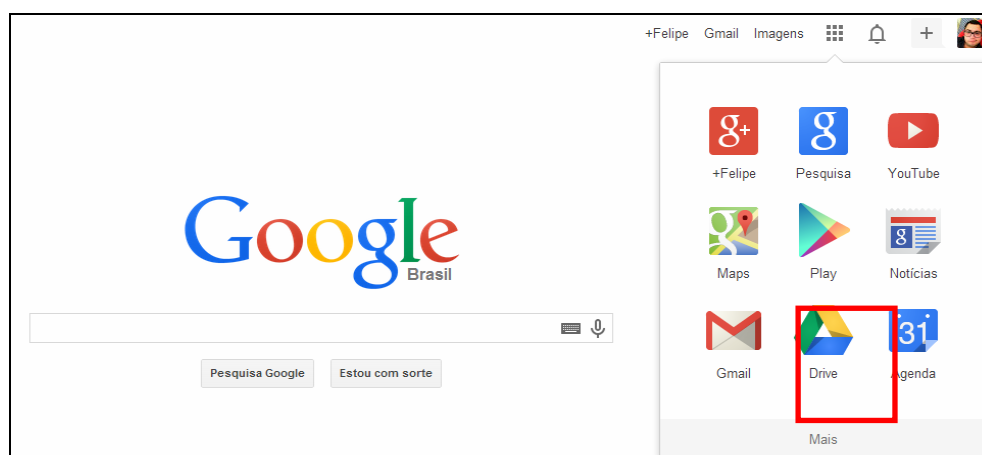 +Felipe Gmail Imagens
+Felipe Pesquisa YouTube
Maps Play Notícias
31
Gmail Drive Agenda
Mais
Google
Brasil
Pesquisa Google Estou com sorte